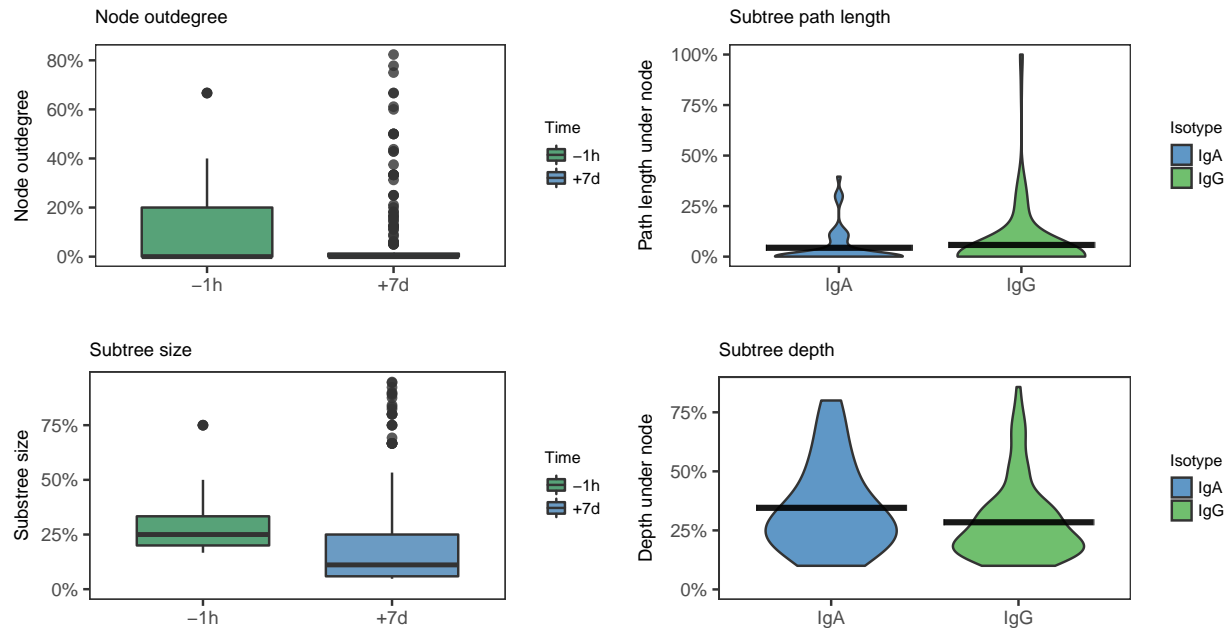 Node outdegree
Node outdegree
80%
60%
40%
20%
0%
−1h
+7d
Time
−1h
+7d
Subtree path length
Path length under node
100%
75%
50%
25%
0%
IgA
IgG
Isotype
IgA
IgG
Subtree size
Substree size
75%
50%
25%
0%
−1h
+7d
Time
−1h
+7d
Subtree depth
Depth under node
75%
50%
25%
0%
IgA
IgG
Isotype
IgA
IgG